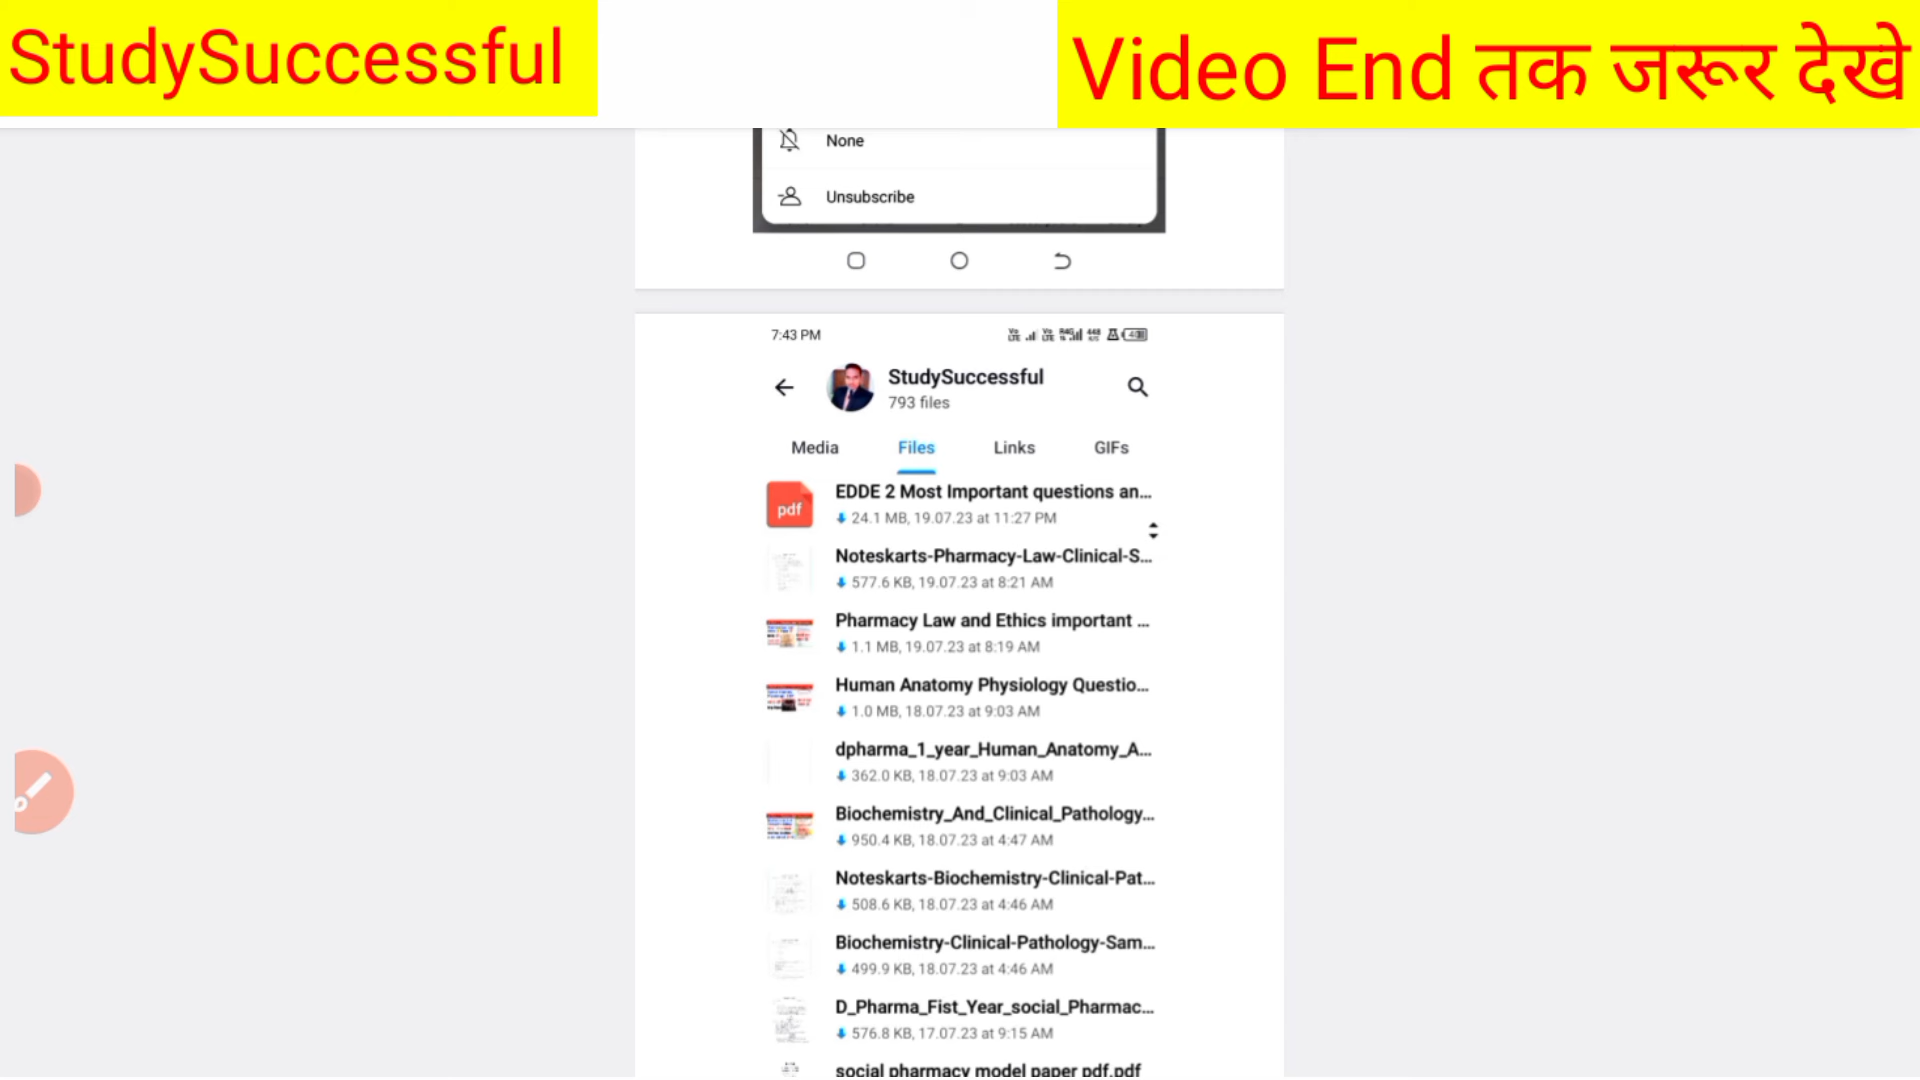 StudySuccessful
Video End तक जरूर देखे
None
Unsubscribe
7:43 PM
StudySuccessful
793 files
Media Files Links GIFs
EDDE 2 Most Important questions an...
pdf
24.1 MB, 19.07.23 at 11:27 PM
Noteskarts-Pharmacy-Law-Clinical-S...
577.6 KB, 19.07.23 at 8:21 AM
Pharmacy Law and Ethics important ...
1.1 MB, 19.07.23 at 8:19 AM
Human Anatomy Physiology Questio...
1.0 MB, 18.07.23 at 9:03 AM
dpharma_1_year_Human_Anatomy_A...
362.0 KB, 18.07.23 at 9:03 AM
Biochemistry_And_Clinical_Pathology...
950.4 KB, 18.07.23 at 4:47 AM
Noteskarts-Biochemistry-Clinical-Pat...
508.6 KB, 18.07.23 at 4:46 AM
Biochemistry-Clinical-Pathology-Sam...
499.9 KB, 18.07.23 at 4:46 AM
D_Pharma_Fist_Year_social_Pharmac...
576.8 KB, 17.07.23 at 9:15 AM
social pharmacy model paper pdf.pdf